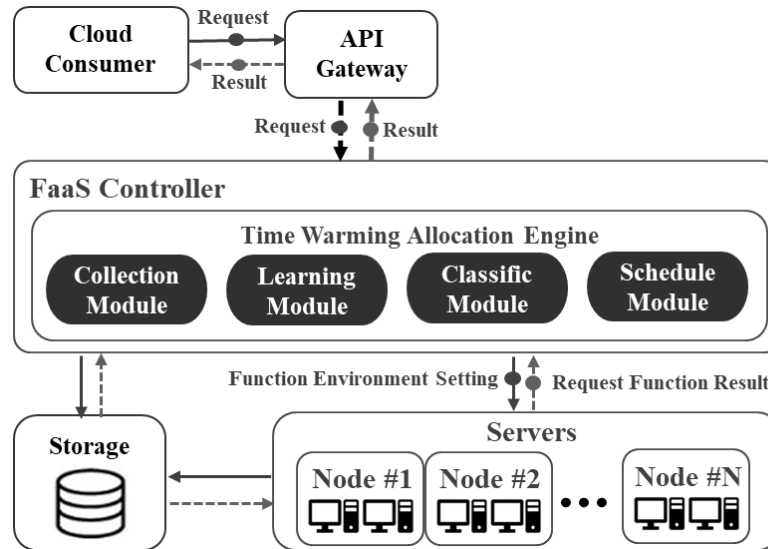 Cloud
Consumer
Request
Result
API
Gateway
Request
Result
FaaS Controller
Time Warming Allocation Engine
Collection
Module
Learning
Module
Classific
Module
Schedule
Module
Function Environment Setting
Request Function Result
Storage
Servers
Node #1
Node #2
Node #N